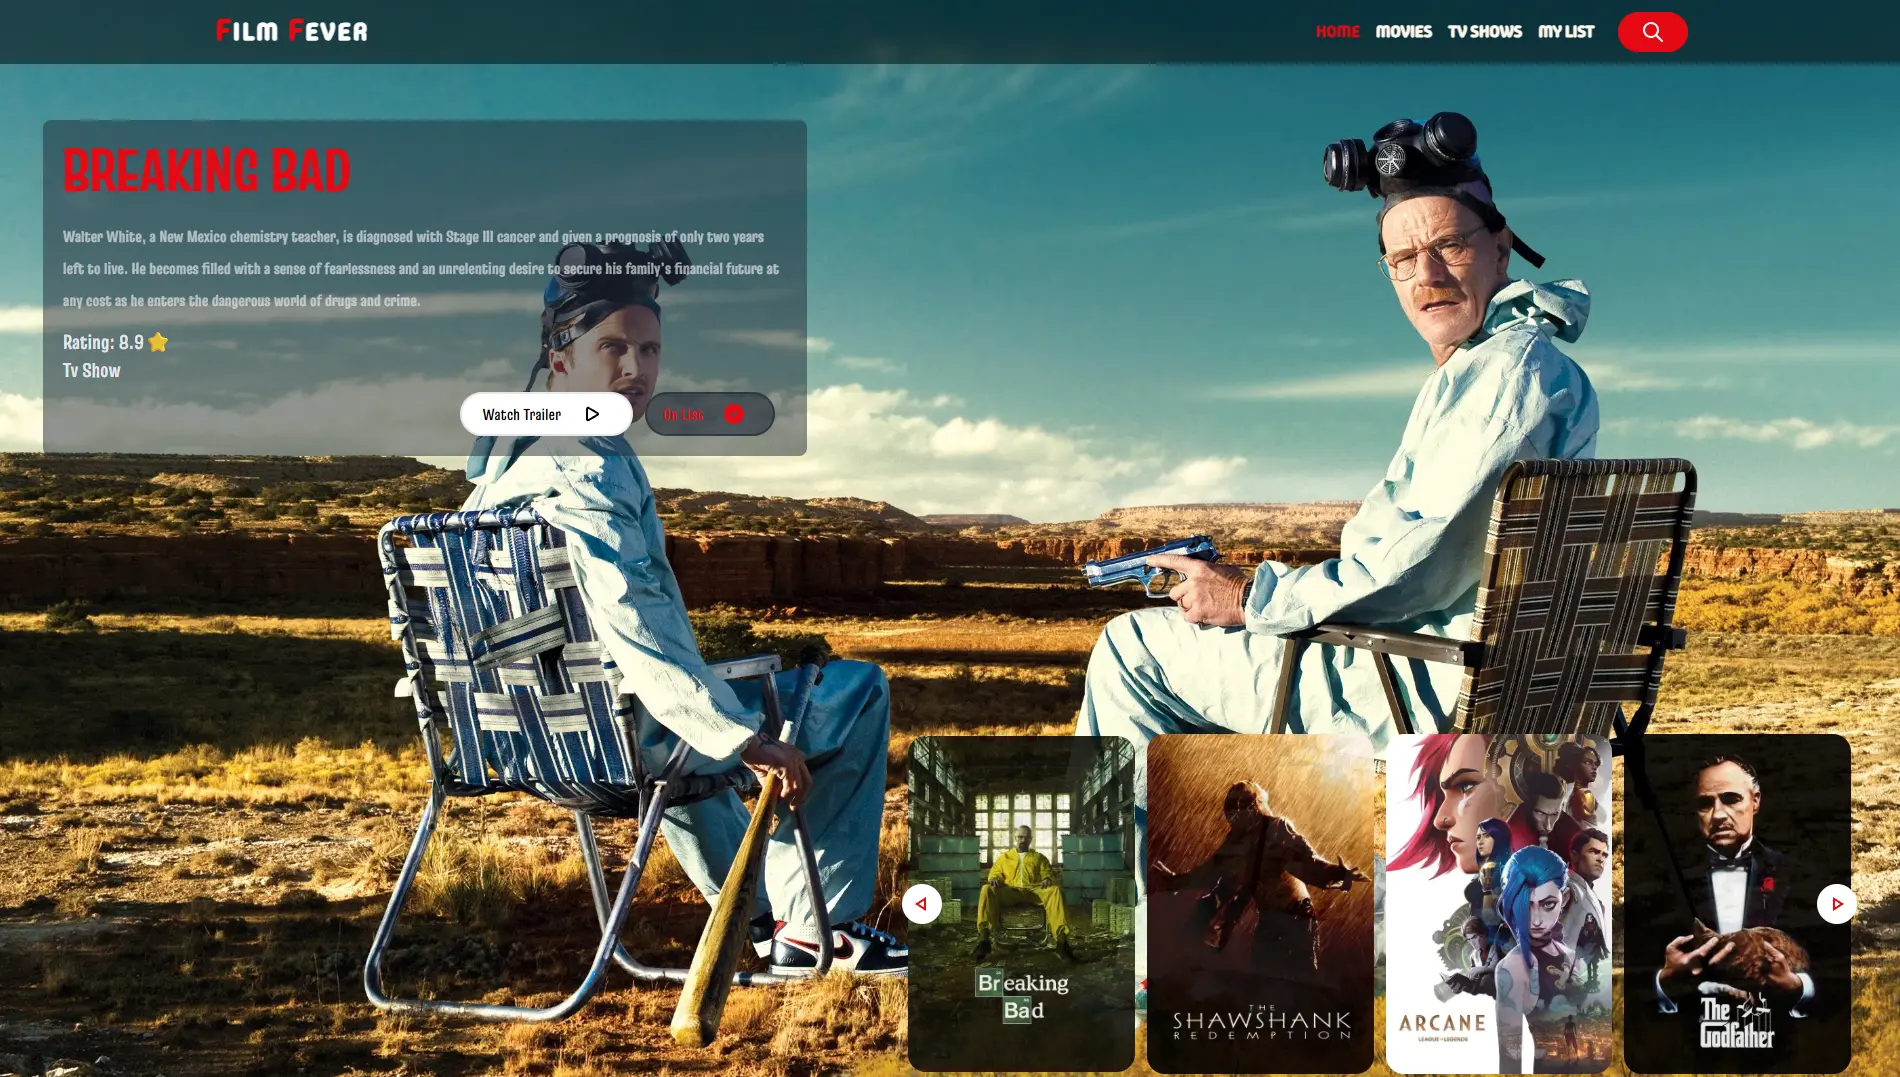 FILM FEVER
HOME MOVIES TV SHOWS MY LIST
BREAKING BAD
Walter White, a New Mexico chemistry teacher, is diagnosed with Stage III cancer and given a prognosis of only two years
left to live. He becomes filled with a sense of fearlessness and an unrelenting desire to secure his family's financial future at
any cost as he enters the dangerous world of drugs and crime.
Rating: 8.9
Tv Show
Watch Trailer
On List
Breaking
Bad
THE
SHAWSHANK
REDEMPTION
ARCANE
LEAGUE OF LEGENDS
The
Godfather